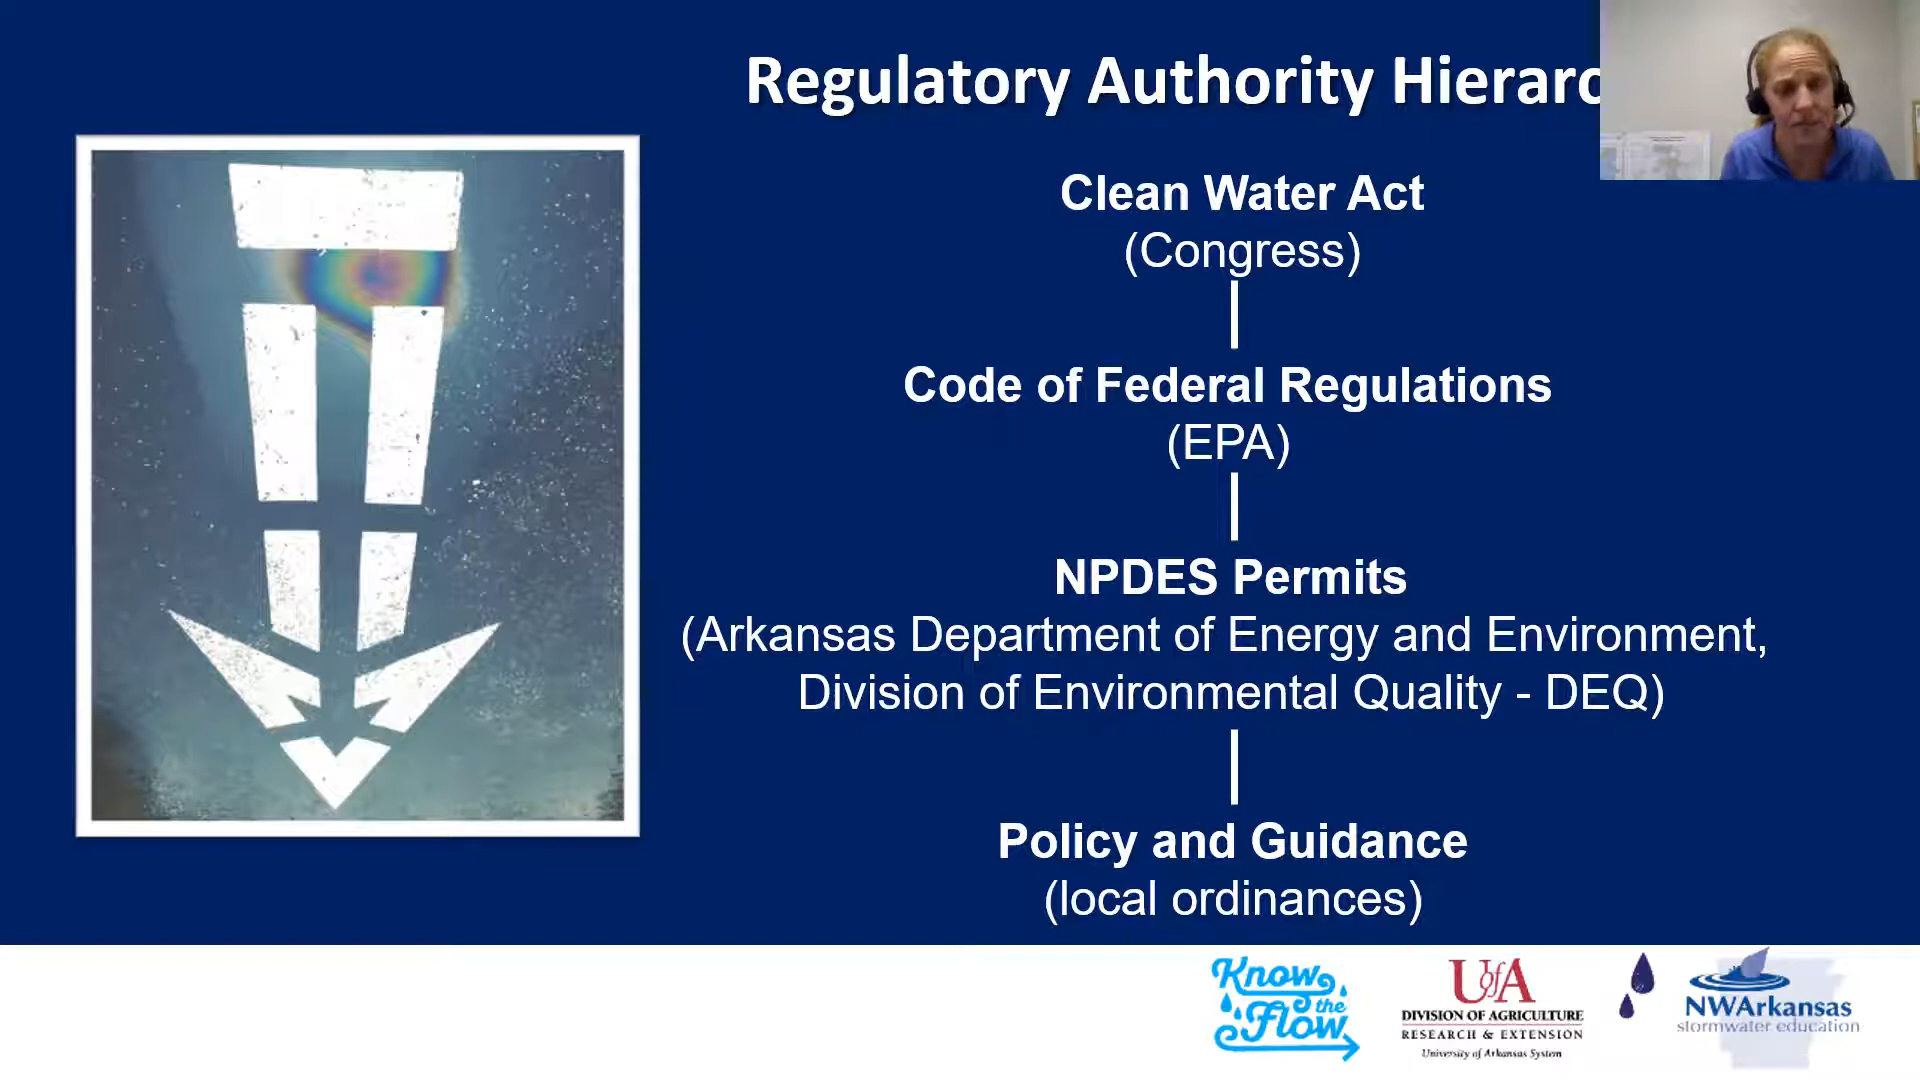 Regulatory Authority Hierarc
Clean Water Act
(Congress)
Code of Federal Regulations
(EPA)
NPDES Permits
(Arkansas Department of Energy and Environment,
Division of Environmental Quality - DEQ)
Policy and Guidance
(local ordinances)
Know
the
Flow
UofA
DIVISION OF AGRICULTURE
RESEARCH & EXTENSION
University of Arkansas System
NWArkansas
stormwater education